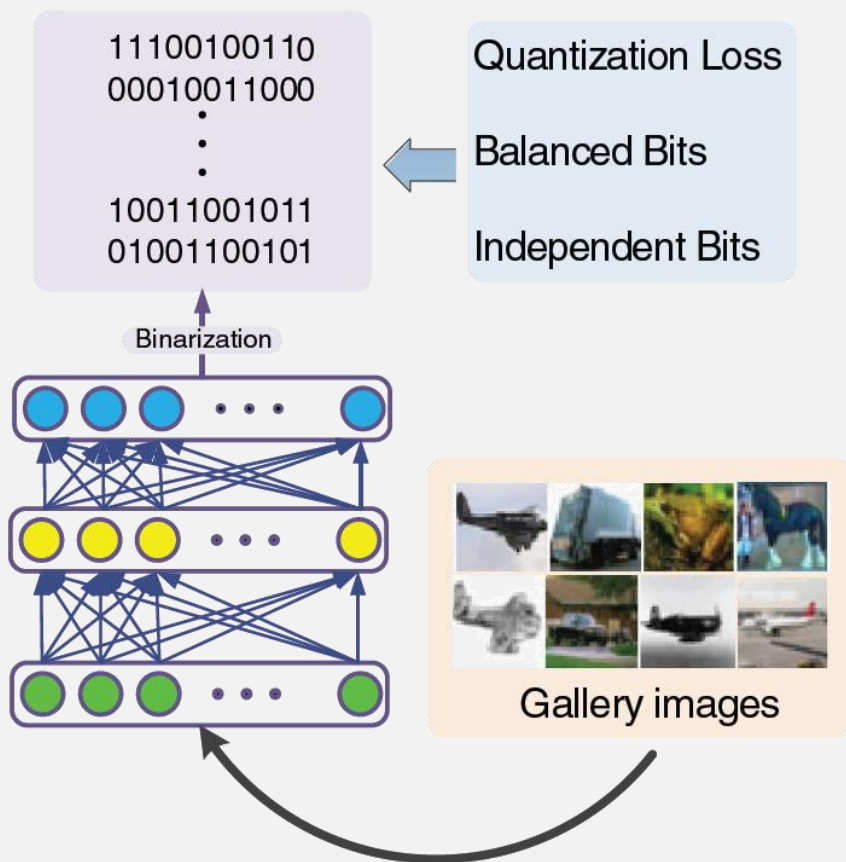 11100100110
00010011000
10011001011
01001100101
Quantization Loss
Balanced Bits
Independent Bits
Binarization
Gallery images